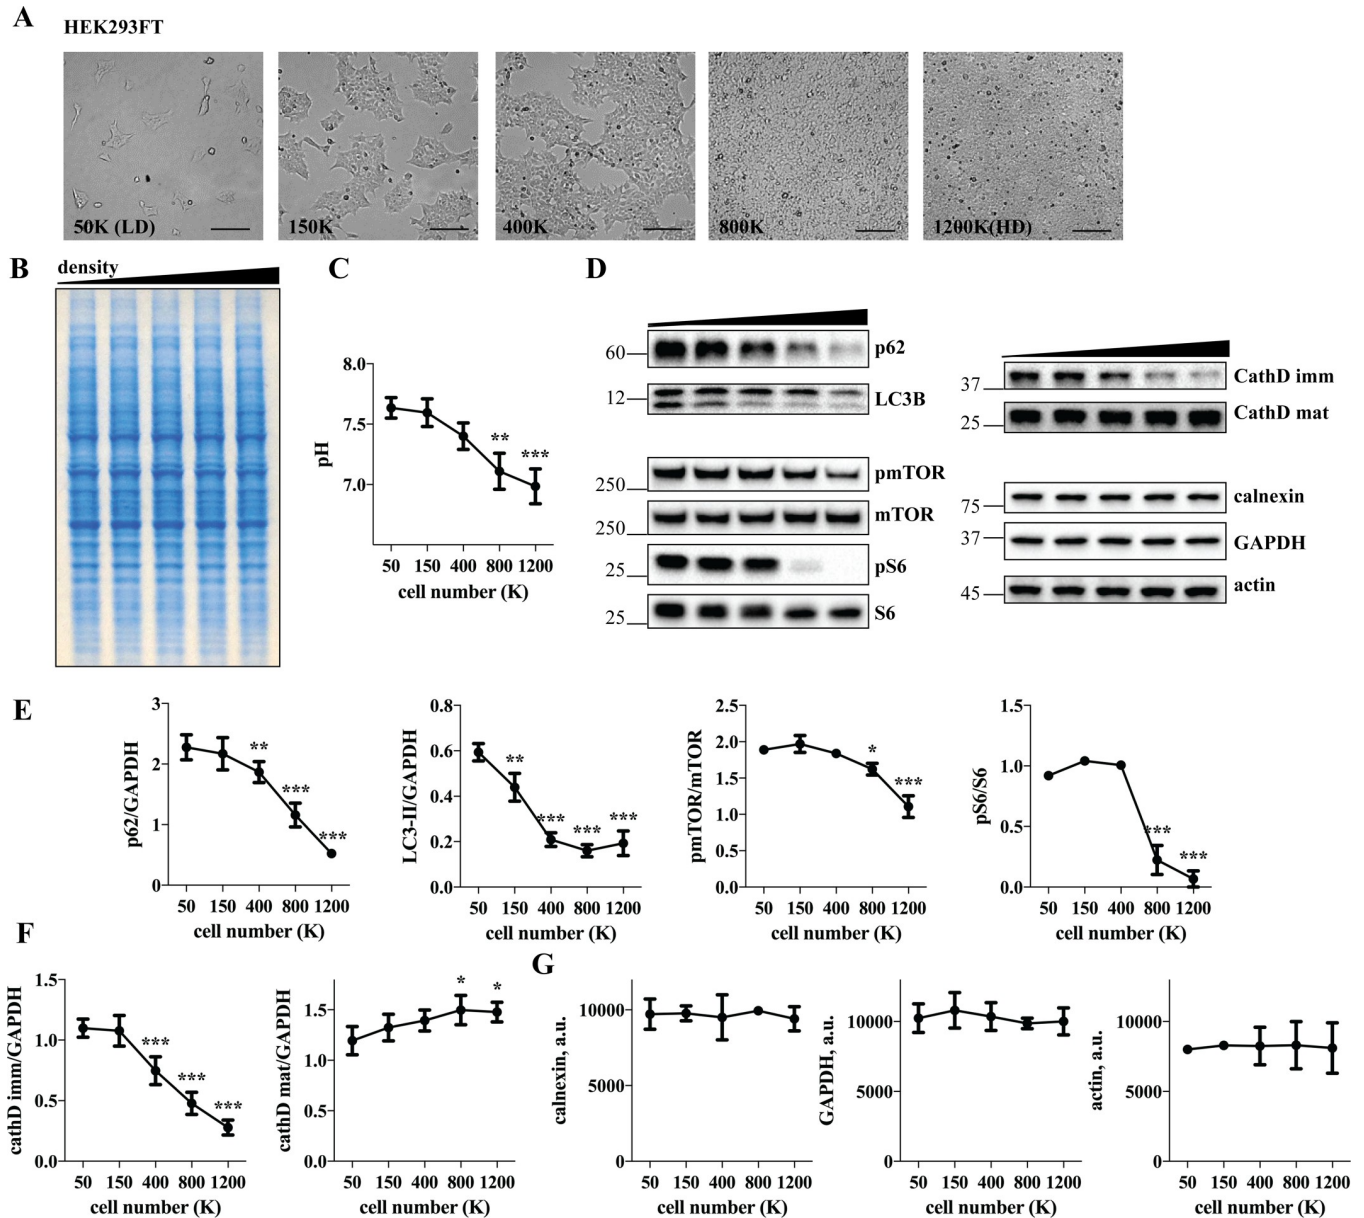 A
HEK293FT
50K (LD)
150K
400K
800K
1200K(HD)
B
density
C
8.0
7.5
7.0
pH
**
***
50 150 400 800 1200
cell number (K)
D
60
p62
12
LC3B
250
pmTOR
250
mTOR
25
pS6
25
S6
37
CathD imm
25
CathD mat
75
calnexin
37
GAPDH
45
actin
E
3
2
1
0
p62/GAPDH
**
***
***
50 150 400 800 1200
cell number (K)
0.8
0.6
0.4
0.2
0.0
LC3-II/GAPDH
**
***
***
***
50 150 400 800 1200
cell number (K)
2.5
2.0
1.5
1.0
0.5
0.0
pmTOR/mTOR
*
***
50 150 400 800 1200
cell number (K)
1.5
1.0
0.5
0.0
pS6/S6
***
***
50 150 400 800 1200
cell number (K)
F
1.5
1.0
0.5
0.0
cathD imm/GAPDH
***
***
***
50 150 400 800 1200
cell number (K)
1.5
1.0
0.5
0.0
cathD mat/GAPDH
*
*
50 150 400 800 1200
cell number (K)
G
10000
5000
0
calnexin, a.u.
50 150 400 800 1200
cell number (K)
10000
5000
0
GAPDH, a.u.
50 150 400 800 1200
cell number (K)
10000
5000
0
actin, a.u.
50 150 400 800 1200
cell number (K)